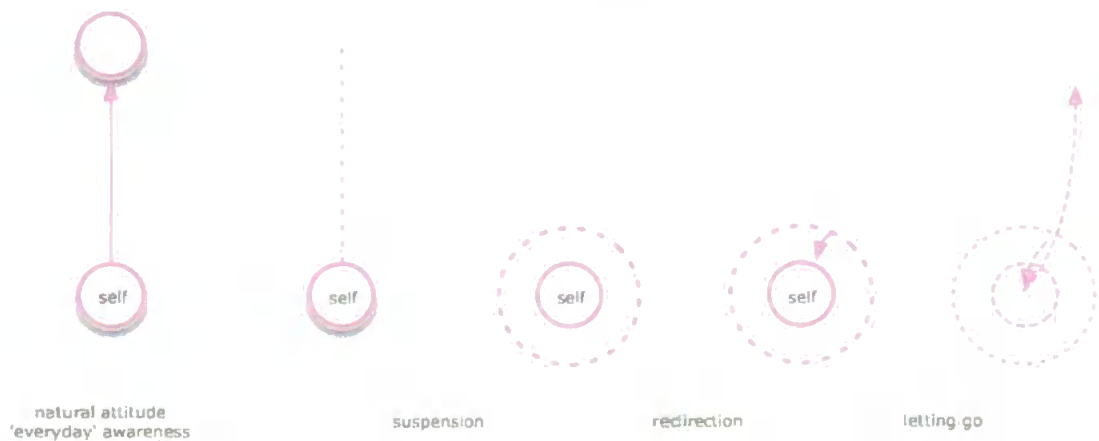 self
self
self
self
natural attitude
'everyday' awareness
suspension
redirection
letting go